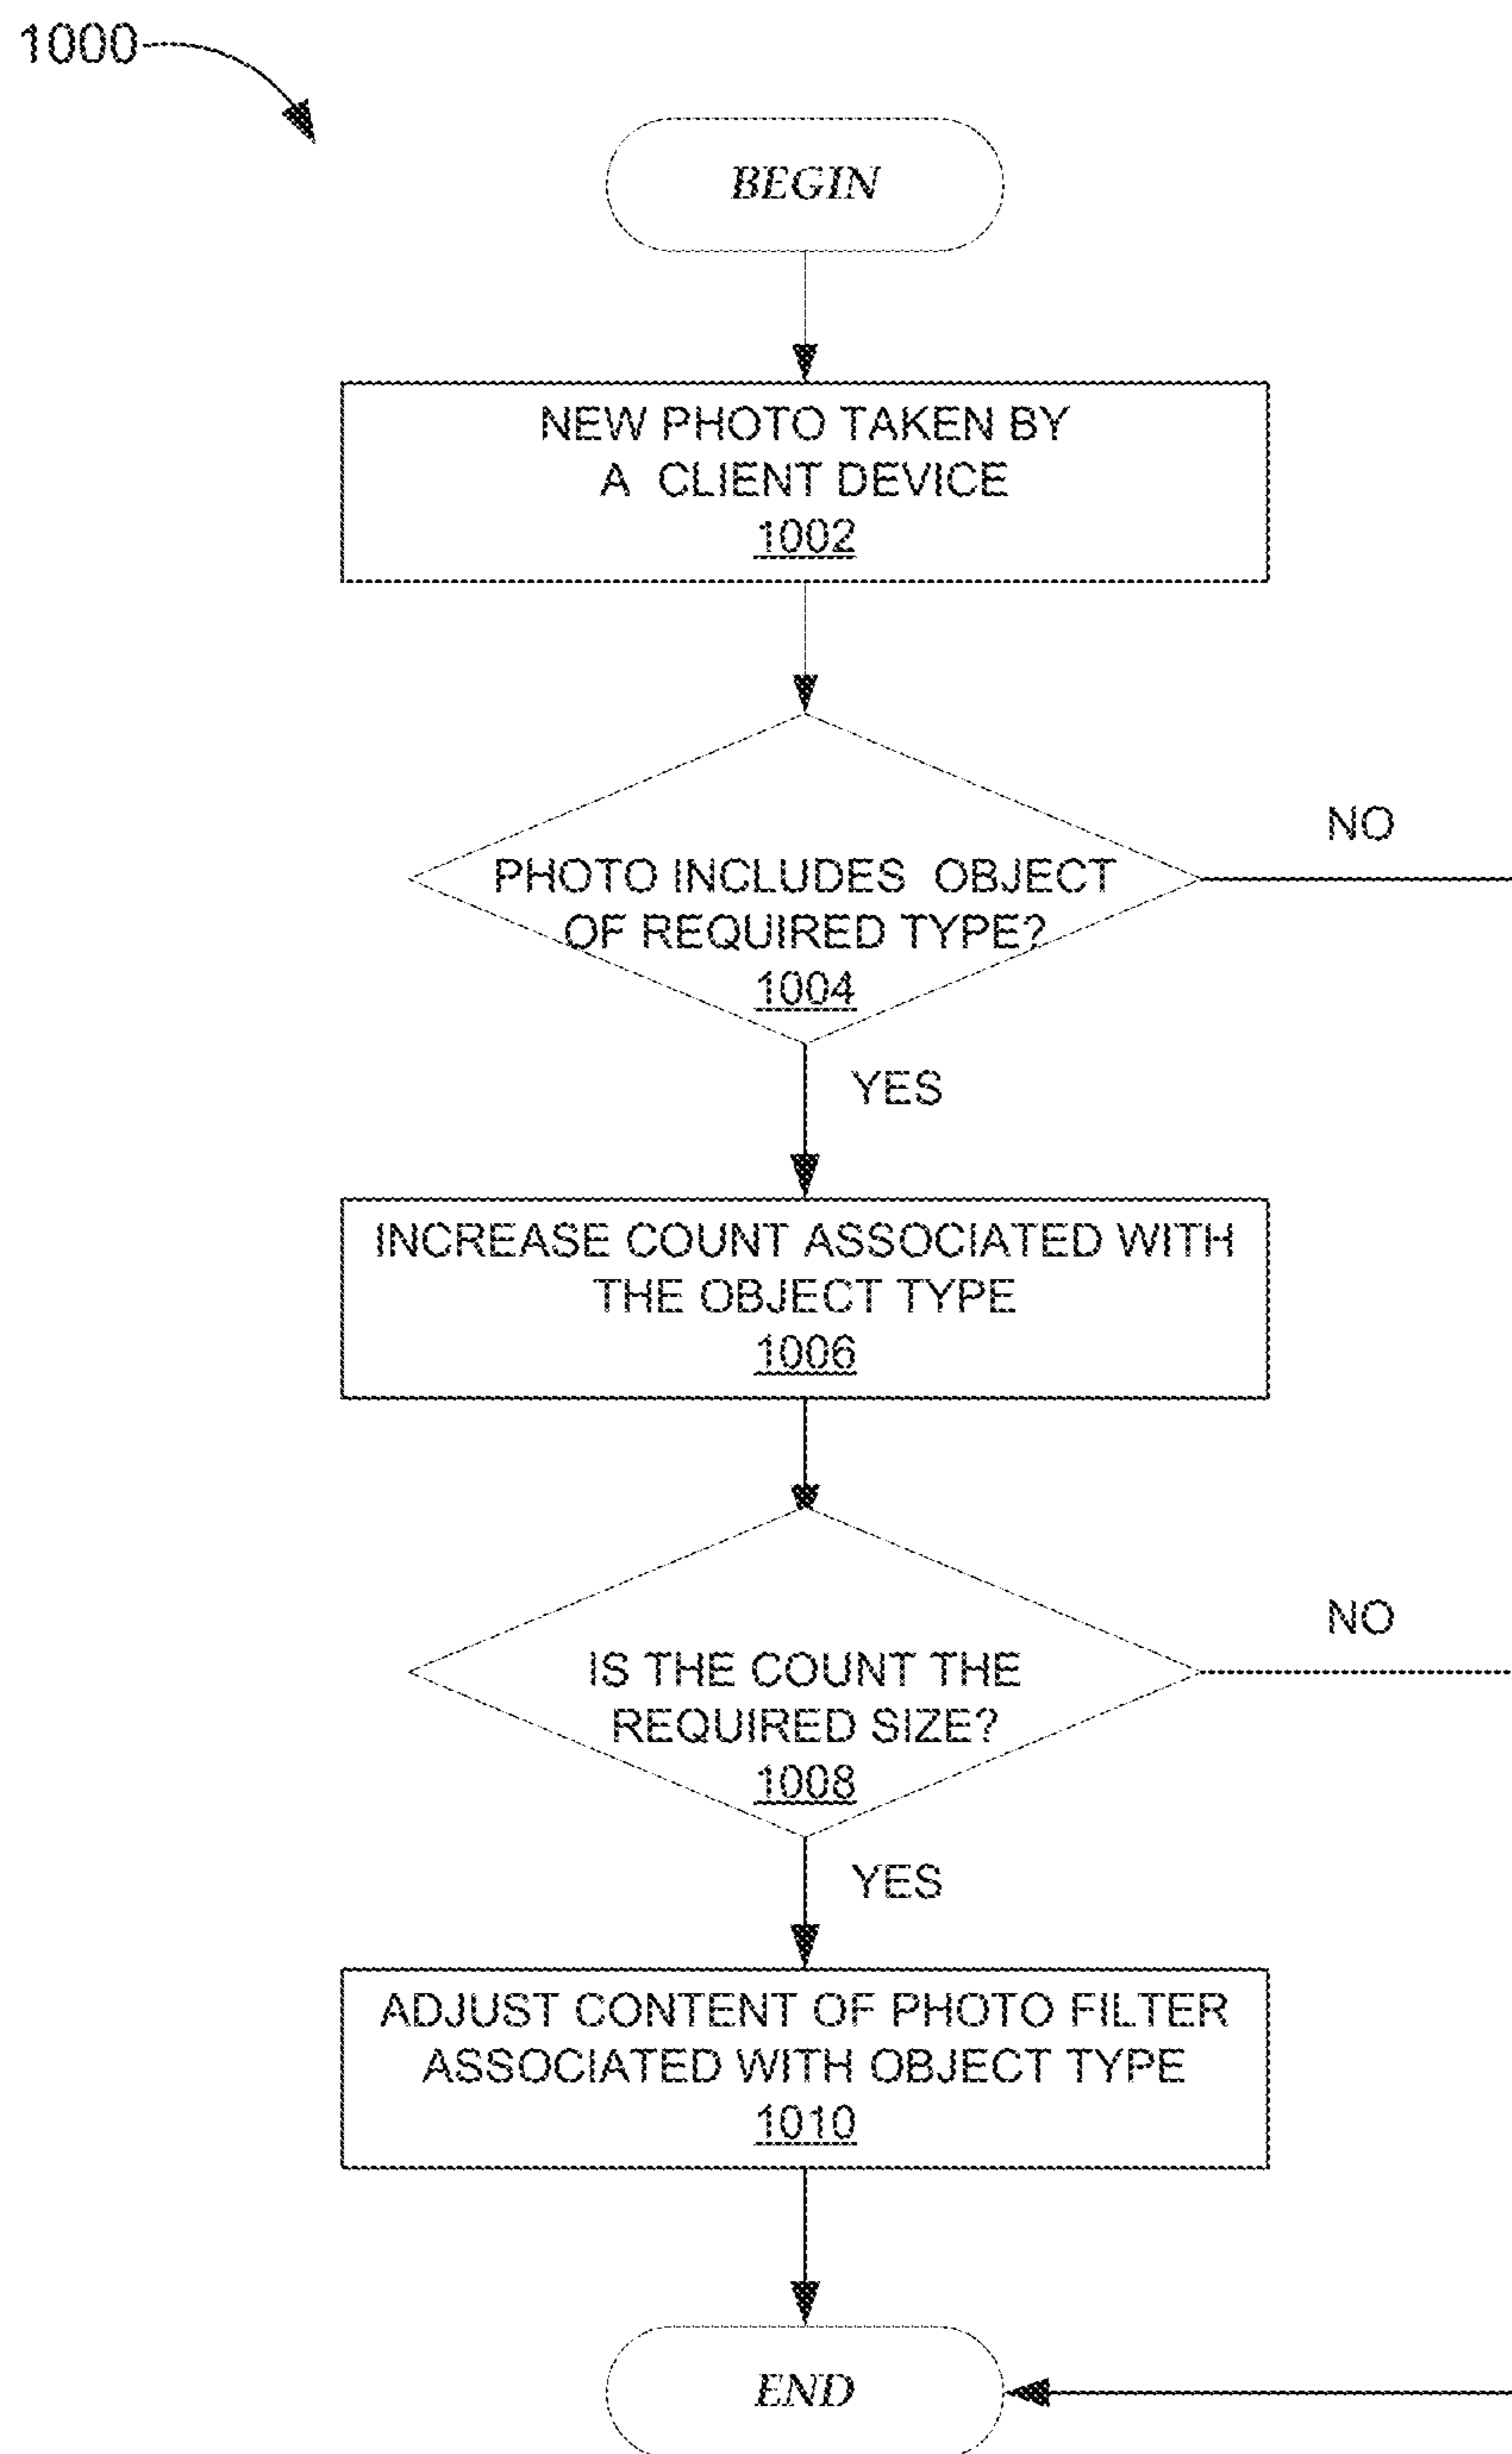 1000
BEGIN
NEW PHOTO TAKEN BY
A CLIENT DEVICE
1002
PHOTO INCLUDES OBJECT
OF REQUIRED TYPE?
1004
NO
YES
INCREASE COUNT ASSOCIATED WITH
THE OBJECT TYPE
1006
IS THE COUNT THE
REQUIRED SIZE?
1008
NO
YES
ADJUST CONTENT OF PHOTO FILTER
ASSOCIATED WITH OBJECT TYPE
1010
END